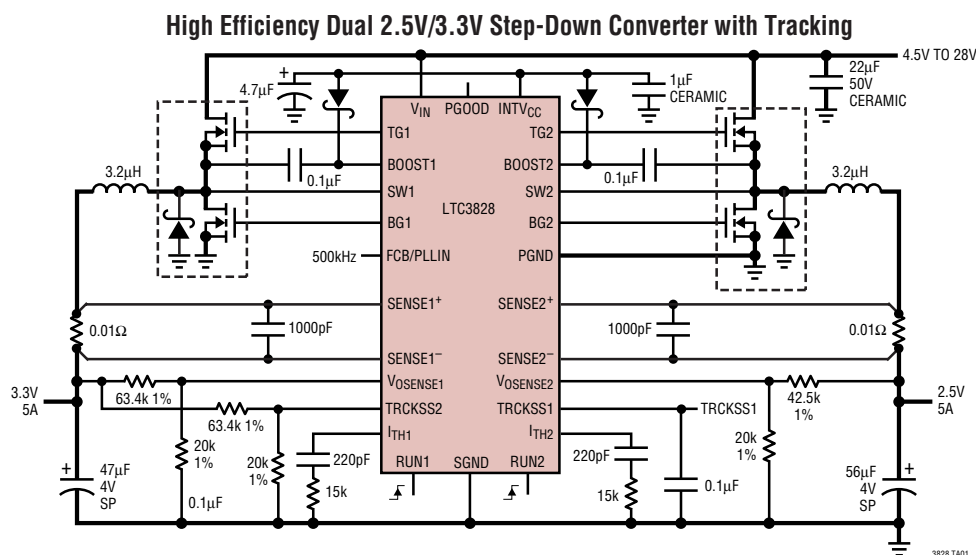 High Efficiency Dual 2.5V/3.3V Step-Down Converter with Tracking
4.5V TO 28V
4.7µF
+
1µF
CERAMIC
22µF
50V
CERAMIC
VIN PGOOD INTVCC
TG1 TG2
BOOST1 BOOST2
0.1µF 0.1µF
3.2µH 3.2µH
SW1 SW2
LTC3828
BG1 BG2
500kHz FCB/PLLIN PGND
SENSE1+ SENSE2+
0.01Ω 1000pF 1000pF 0.01Ω
SENSE1− SENSE2−
VOSENSE1 VOSENSE2
3.3V
5A
63.4k 1%
42.5k
1%
2.5V
5A
TRCKSS2 TRCKSS1 TRCKSS1
63.4k 1%
ITH1 ITH2
20k
1%
20k
1%
220pF 220pF
20k
1%
RUN1 SGND RUN2
+
47µF
4V
SP
0.1µF
15k 15k
0.1µF
+
56µF
4V
SP
3828 TA01